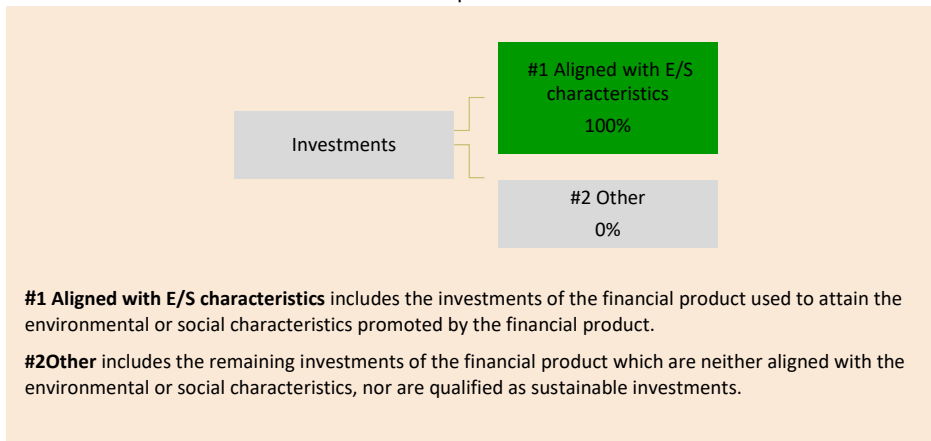 #1 Aligned with E/S
characteristics
100%
Investments
#2 Other
0%
#1 Aligned with E/S characteristics includes the investments of the financial product used to attain the
environmental or social characteristics promoted by the financial product.
#2Other includes the remaining investments of the financial product which are neither aligned with the
environmental or social characteristics, nor are qualified as sustainable investments.